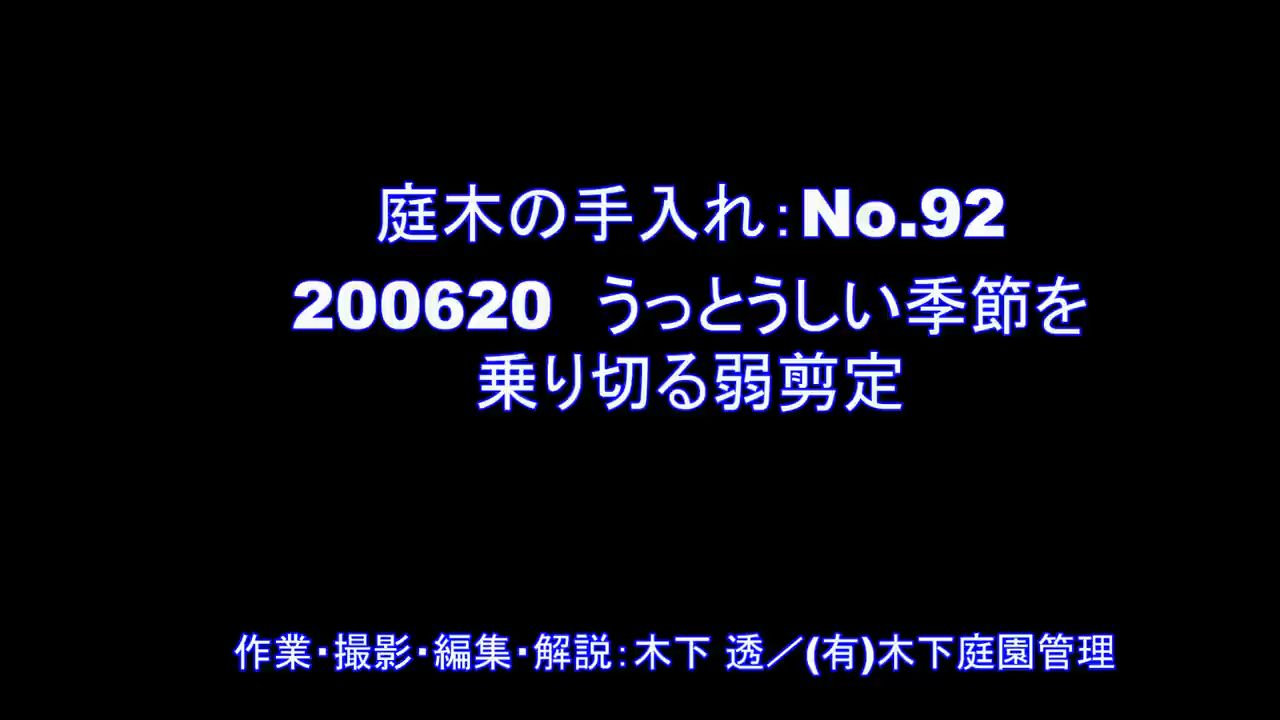 庭木の手入れ：No.92
200620　うっとうしい季節を
乗り切る弱剪定
作業・撮影・編集・解説：木下 透／(有)木下庭園管理